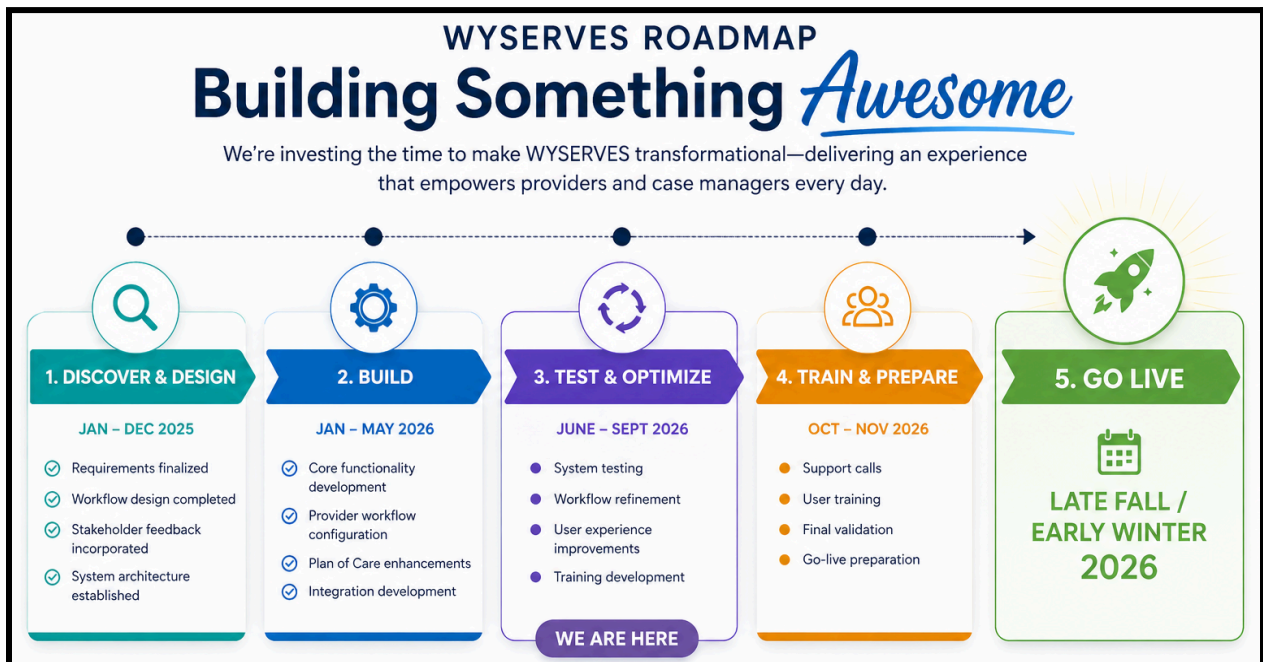 WYSERVES ROADMAP
Building Something Awesome
We're investing the time to make WYSERVES transformational—delivering an experience
that empowers providers and case managers every day.
1. DISCOVER & DESIGN
JAN – DEC 2025
Requirements finalized
Workflow design completed
Stakeholder feedback
incorporated
System architecture
established
2. BUILD
JAN – MAY 2026
Core functionality
development
Provider workflow
configuration
Plan of Care enhancements
Integration development
3. TEST & OPTIMIZE
JUNE – SEPT 2026
System testing
Workflow refinement
User experience
improvements
Training development
WE ARE HERE
4. TRAIN & PREPARE
OCT – NOV 2026
Support calls
User training
Final validation
Go-live preparation
5. GO LIVE
LATE FALL /
EARLY WINTER
2026